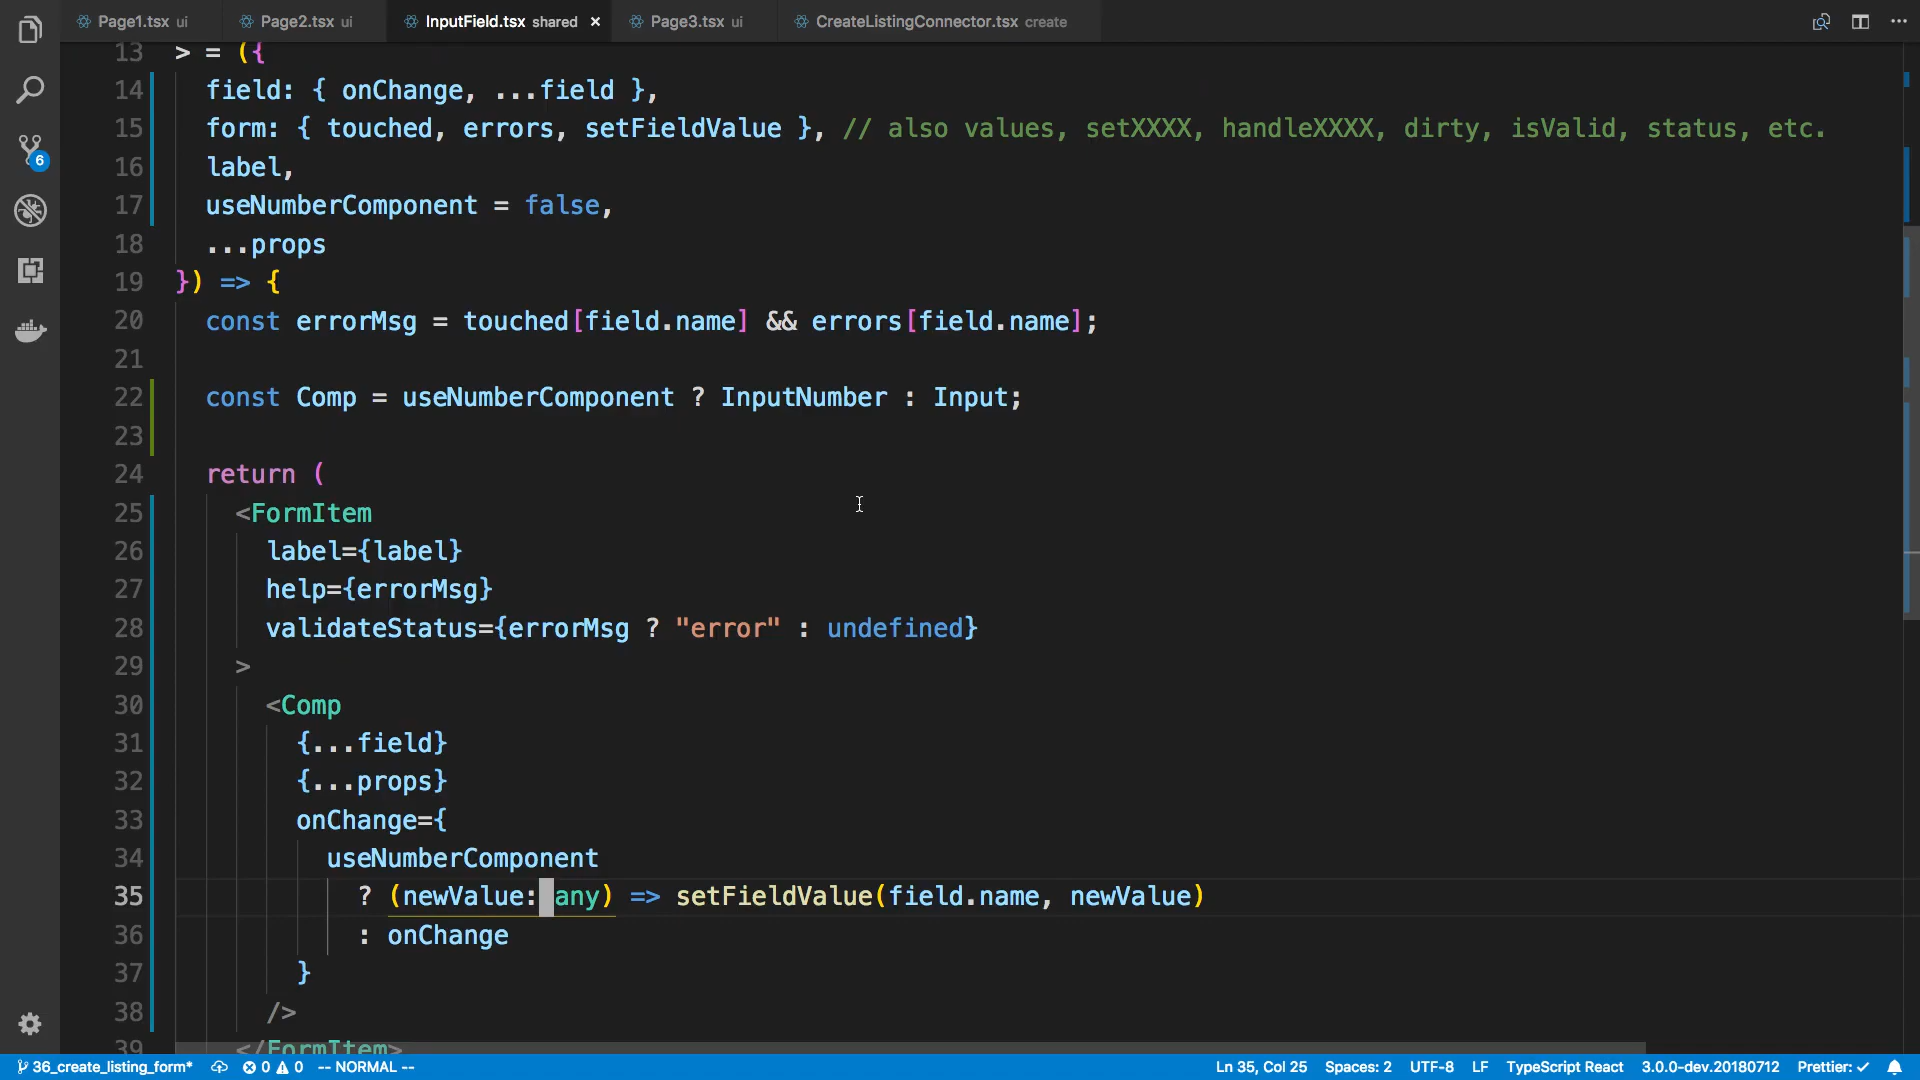 Page1.tsx ui Page2.tsx ui InputField.tsx shared × Page3.tsx ui CreateListingConnector.tsx create
13 > = ({
14 field: { onChange, ...field },
15 form: { touched, errors, setFieldValue }, // also values, setXXXX, handleXXXX, dirty, isValid, status, etc.
16 label,
17 useNumberComponent = false,
18 ...props
19 }) => {
20 const errorMsg = touched[field.name] && errors[field.name];
21
22 const Comp = useNumberComponent ? InputNumber : Input;
23
24 return (
25 <FormItem
26 label={label}
27 help={errorMsg}
28 validateStatus={errorMsg ? "error" : undefined}
29 >
30 <Comp
31 {...field}
32 {...props}
33 onChange={
34 useNumberComponent
35 ? (newValue: any) => setFieldValue(field.name, newValue)
36 : onChange
37 }
38 />
39 </FormItem>
6
36_create_listing_form* 0 0 -- NORMAL -- Ln 35, Col 25 Spaces: 2 UTF-8 LF TypeScript React 3.0.0-dev.20180712 Prettier: ✓